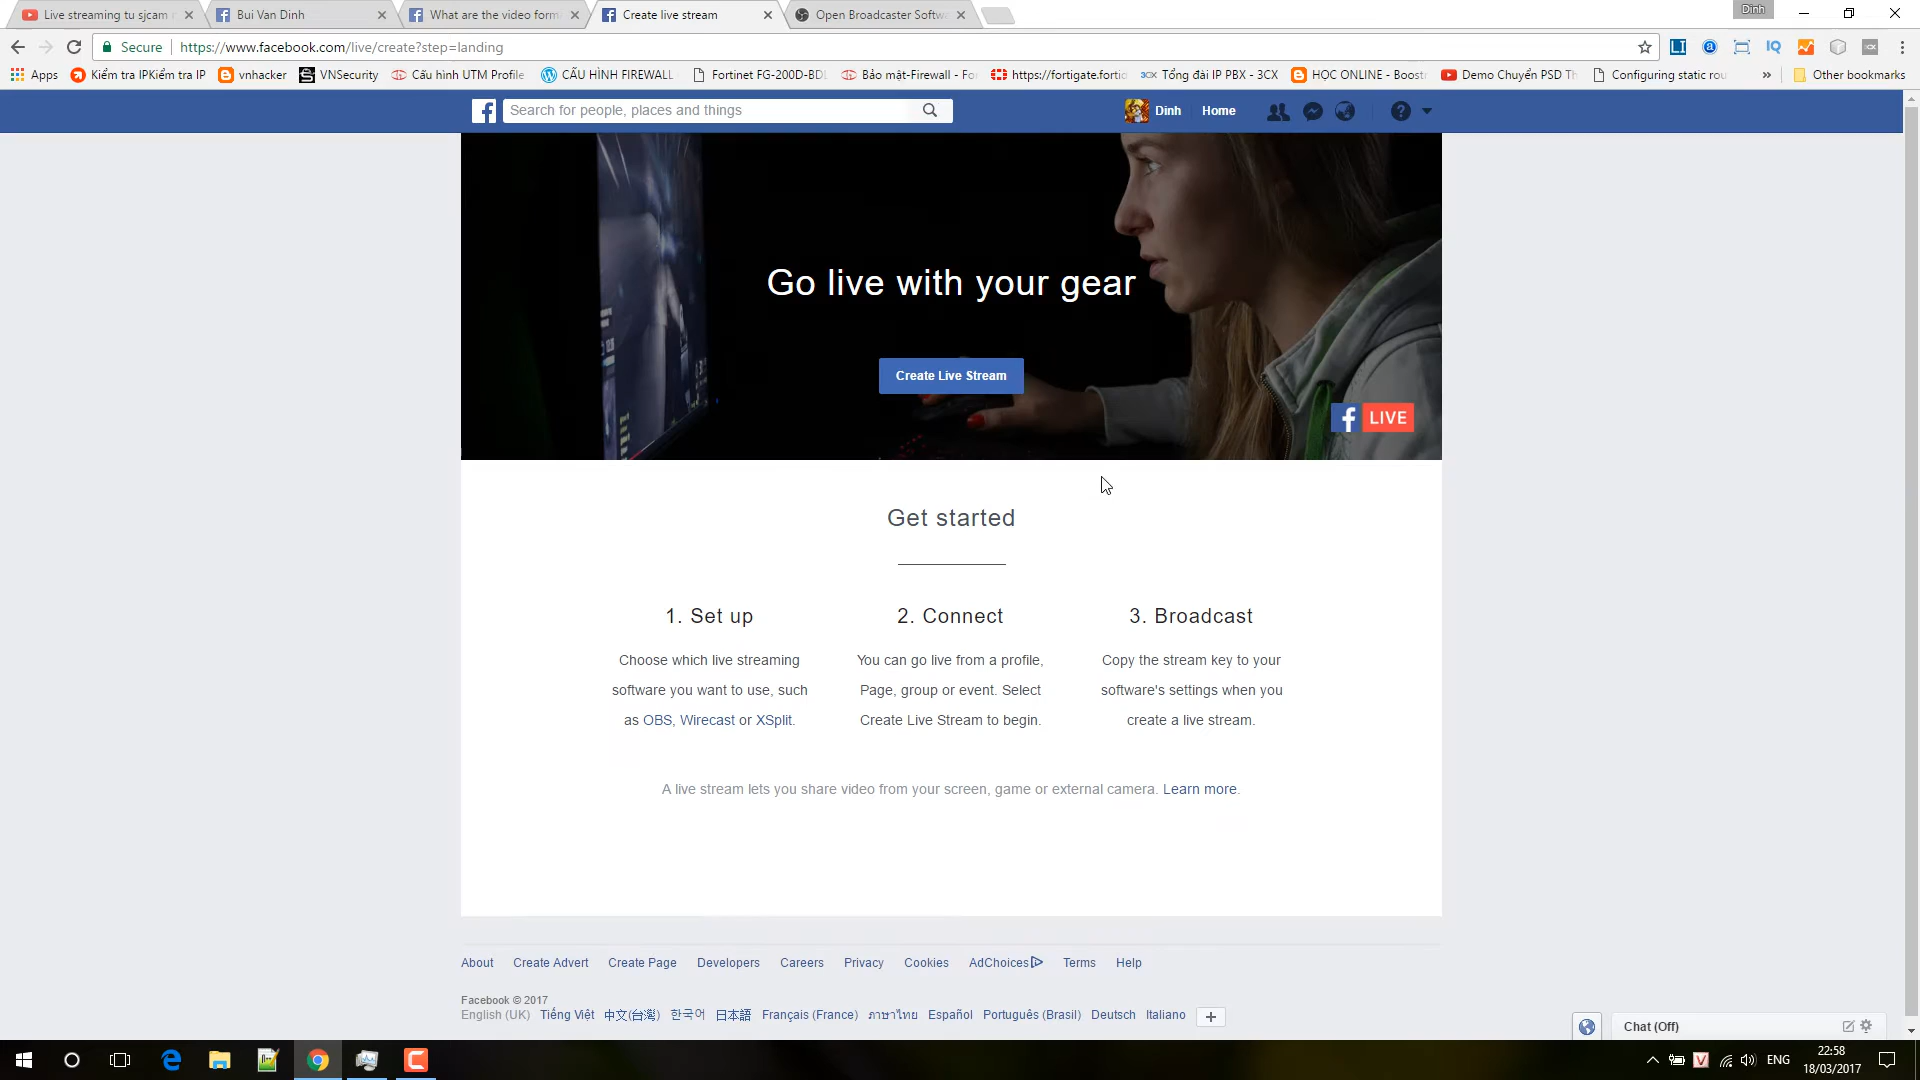 Live streaming tu sjcam
Bui Van Dinh
What are the video form
Create live stream
Open Broadcaster Softw
Dinh
Secure
https://www.facebook.com/live/create?step=landing
Apps
Kiểm tra IPKiểm tra IP
vnhacker
VNSecurity
Cấu hình UTM Profile
CẤU HÌNH FIREWALL
Fortinet FG-200D-BDL
Bảo mật-Firewall - For
https://fortigate.fortic
Tổng đài IP PBX - 3CX
HỌC ONLINE - Boost
Demo Chuyển PSD Th
Configuring static rou
»
Other bookmarks
Search for people, places and things
Dinh
Home
Go live with your gear
Create Live Stream
LIVE
Get started
1. Set up
Choose which live streaming
software you want to use, such
as OBS, Wirecast or XSplit.
2. Connect
You can go live from a profile,
Page, group or event. Select
Create Live Stream to begin.
3. Broadcast
Copy the stream key to your
software's settings when you
create a live stream.
A live stream lets you share video from your screen, game or external camera. Learn more.
About Create Advert Create Page Developers Careers Privacy Cookies AdChoices Terms Help
Facebook © 2017
English (UK) Tiếng Việt 中文(台灣) 한국어 日本語 Français (France) ภาษาไทย Español Português (Brasil) Deutsch Italiano
Chat (Off)
ENG
22:58
18/03/2017